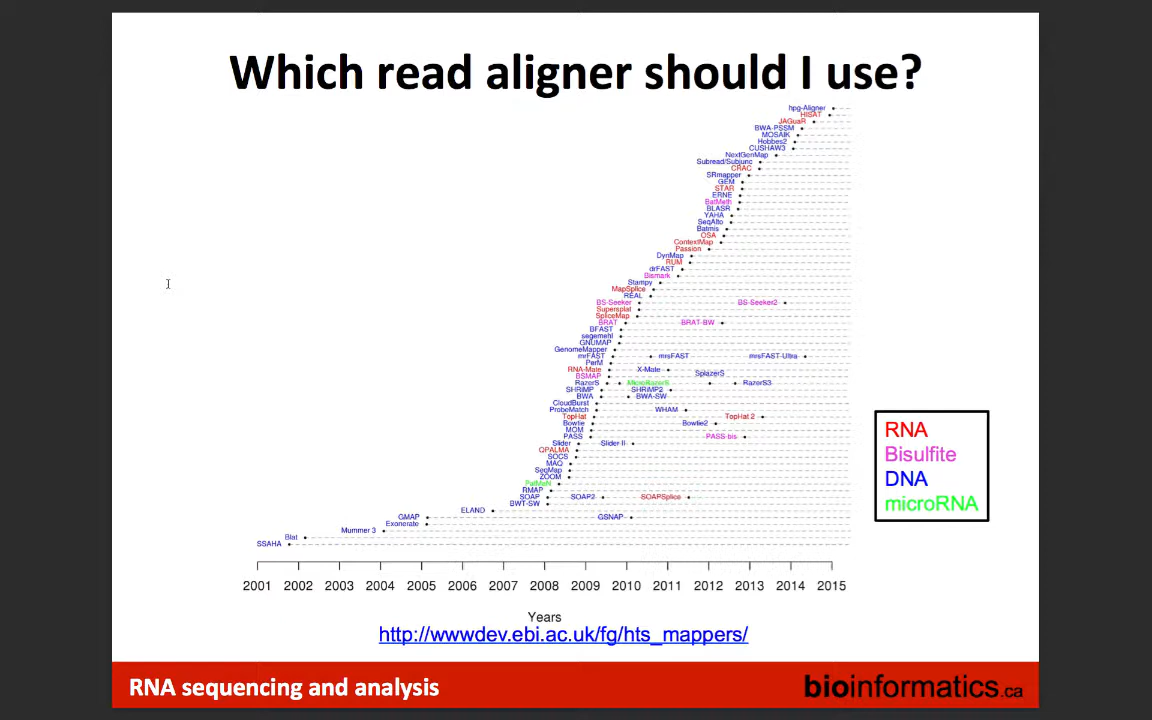 Which read aligner should I use?
hpg-Aligner
HISAT
JAGuaR
BWA-PSSM
MOSAIK
Hobbes2
CUSHAW3
NextGenMap
Subread/Subjunc
CRAC
SRmapper
GEM
STAR
ERNE
BatMeth
BLASR
YAHA
SeqAlto
Batmis
OSA
ContextMap
Passion
DynMap
RUM
drFAST
Bismark
Stampy
MapSplice
REAL
BS Seeker BS Seeker2
Supersplat
SpliceMap
BRAT BRAT-BW
BFAST
segemehl
GNUMAP
GenomeMapper
mrFAST mrsFAST mrsFAST-Ultra
PerM
RNA-Mate X-Mate
BSMAP SplazerS
RazerS MicroRazerS RazerS3
SHRiMP SHRiMP2
BWA BWA-SW
CloudBurst
ProbeMatch WHAM
TopHat TopHat 2
Bowtie Bowtie2
MOM
PASS PASS-bis
Slider Slider II
QPALMA
SOCS
MAQ
SeqMap
ZOOM
PatMaN
RMAP
SOAP SOAP2 SOAPSplice
BWT-SW
ELAND
GMAP GSNAP
Exonerate
Mummer 3
Blat
SSAHA
2001 2002 2003 2004 2005 2006 2007 2008 2009 2010 2011 2012 2013 2014 2015
Years
RNA
Bisulfite
DNA
microRNA
http://wwwdev.ebi.ac.uk/fg/hts_mappers/
RNA sequencing and analysis
bioinformatics.ca